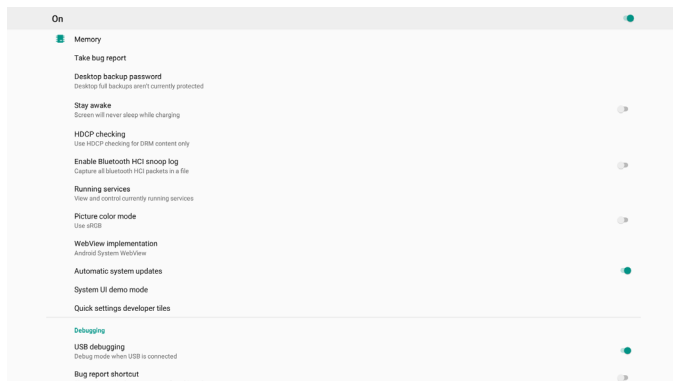 On
Memory
Take bug report
Desktop backup password
Desktop full backups aren't currently protected
Stay awake
Screen will never sleep while charging
HDCP checking
Use HDCP checking for DRM content only
Enable Bluetooth HCI snoop log
Capture all bluetooth HCI packets in a file
Running services
View and control currently running services
Picture color mode
Use sRGB
WebView implementation
Android System WebView
Automatic system updates
System UI demo mode
Quick settings developer tiles
Debugging
USB debugging
Debug mode when USB is connected
Bug report shortcut